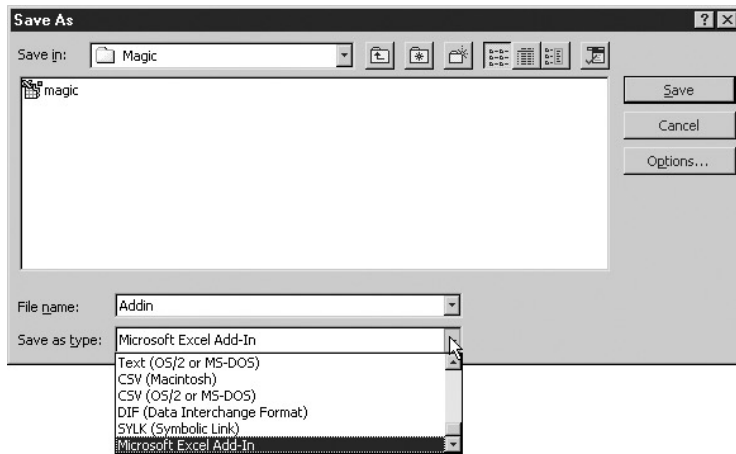 Save As
Save in: Magic
magic
Save
Cancel
Options...
File name: Addin
Save as type: Microsoft Excel Add-In
Text (OS/2 or MS-DOS)
CSV (Macintosh)
CSV (OS/2 or MS-DOS)
DIF (Data Interchange Format)
SYLK (Symbolic Link)
Microsoft Excel Add-In